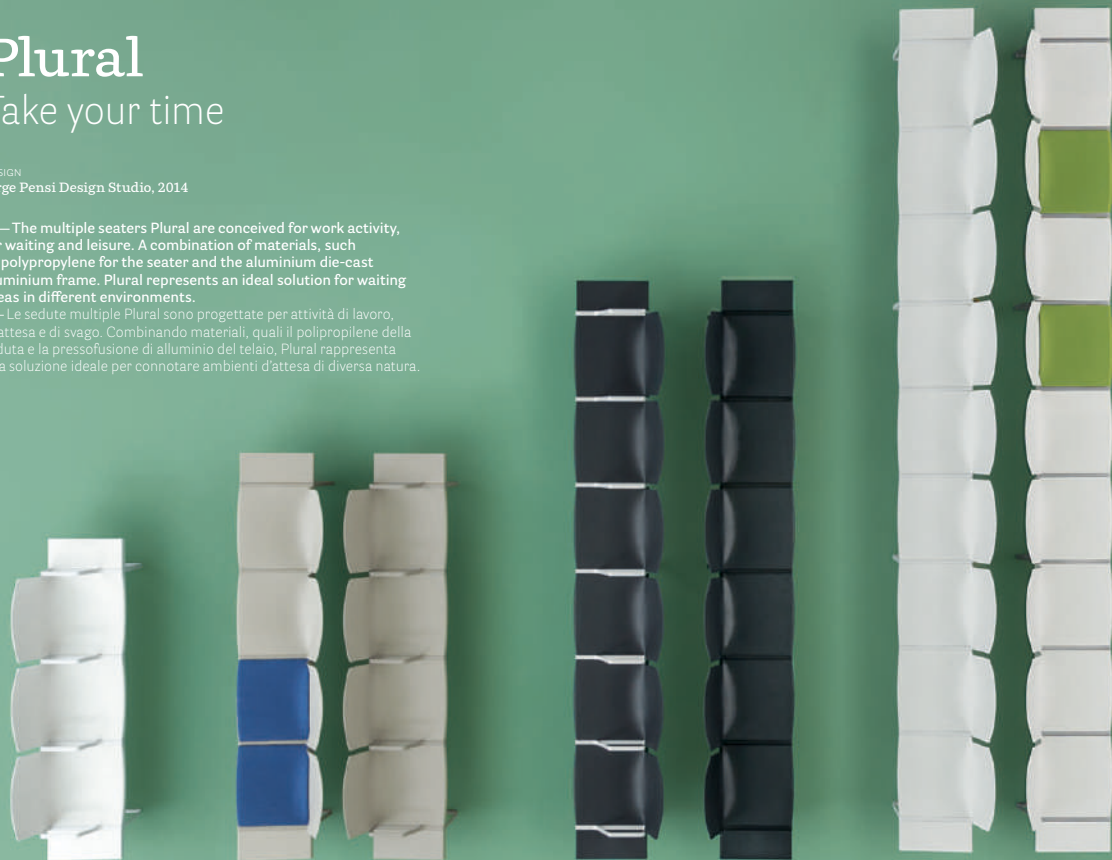 Plural
Take your time
SIGN
rge Pensi Design Studio, 2014
— The multiple seaters Plural are conceived for work activity,
r waiting and leisure. A combination of materials, such
polypropylene for the seater and the aluminium die-cast
uminium frame. Plural represents an ideal solution for waiting
eas in different environments.
– Le sedute multiple Plural sono progettate per attività di lavoro,
attesa e di svago. Combinando materiali, quali il polipropilene della
duta e la pressofusione di alluminio del telaio, Plural rappresenta
a soluzione ideale per connotare ambienti d'attesa di diversa natura.